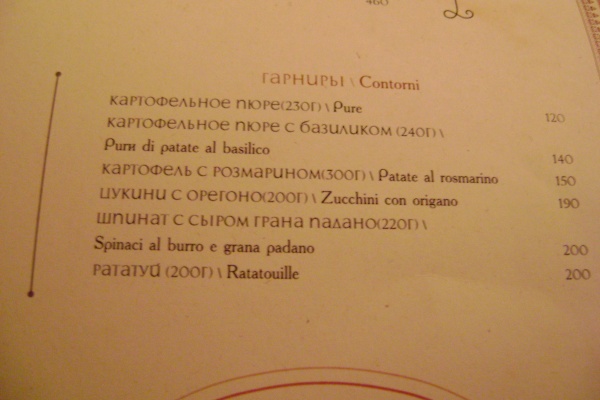 460
ГАРНИРЫ \ Contorni
КАРТОФЕЛЬНОЕ ПЮРЕ(230Г) \ Pure 120
КАРТОФЕЛЬНОЕ ПЮРЕ С БАЗИЛИКОМ (240Г) \
Purи di patate al basilico 140
КАРТОФЕЛЬ С РОЗМАРИНОМ(300Г) \ Patate al rosmarino 150
ЦУКИНИ С ОРЕГОНО(200Г) \ Zucchini con origano 190
ШПИНАТ С СЫРОМ ГРАНА ПАДАНО(220Г) \
Spinaci al burro e grana padano 200
РАТАТУЙ (200Г) \ Ratatouille 200